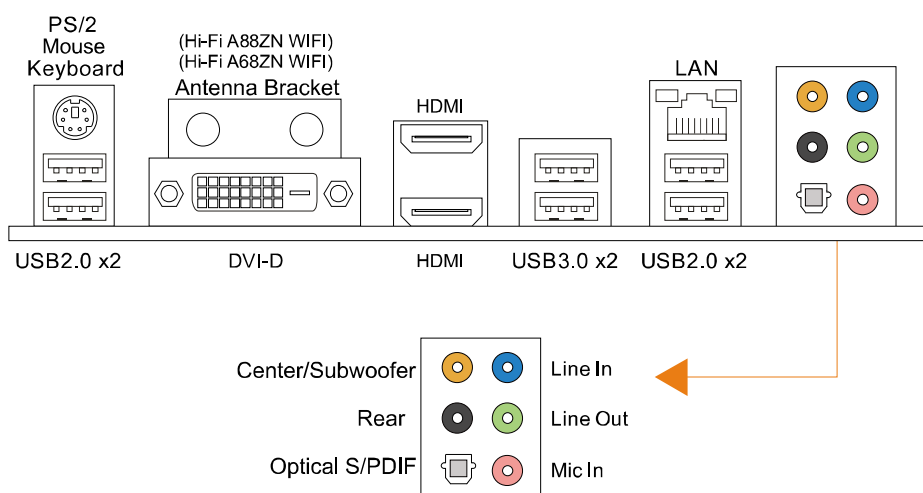 PS/2
Mouse
Keyboard
(Hi-Fi A88ZN WIFI)
(Hi-Fi A68ZN WIFI)
Antenna Bracket
HDMI
LAN
USB2.0 x2
DVI-D
HDMI
USB3.0 x2
USB2.0 x2
Center/Subwoofer
Line In
Rear
Line Out
Optical S/PDIF
Mic In